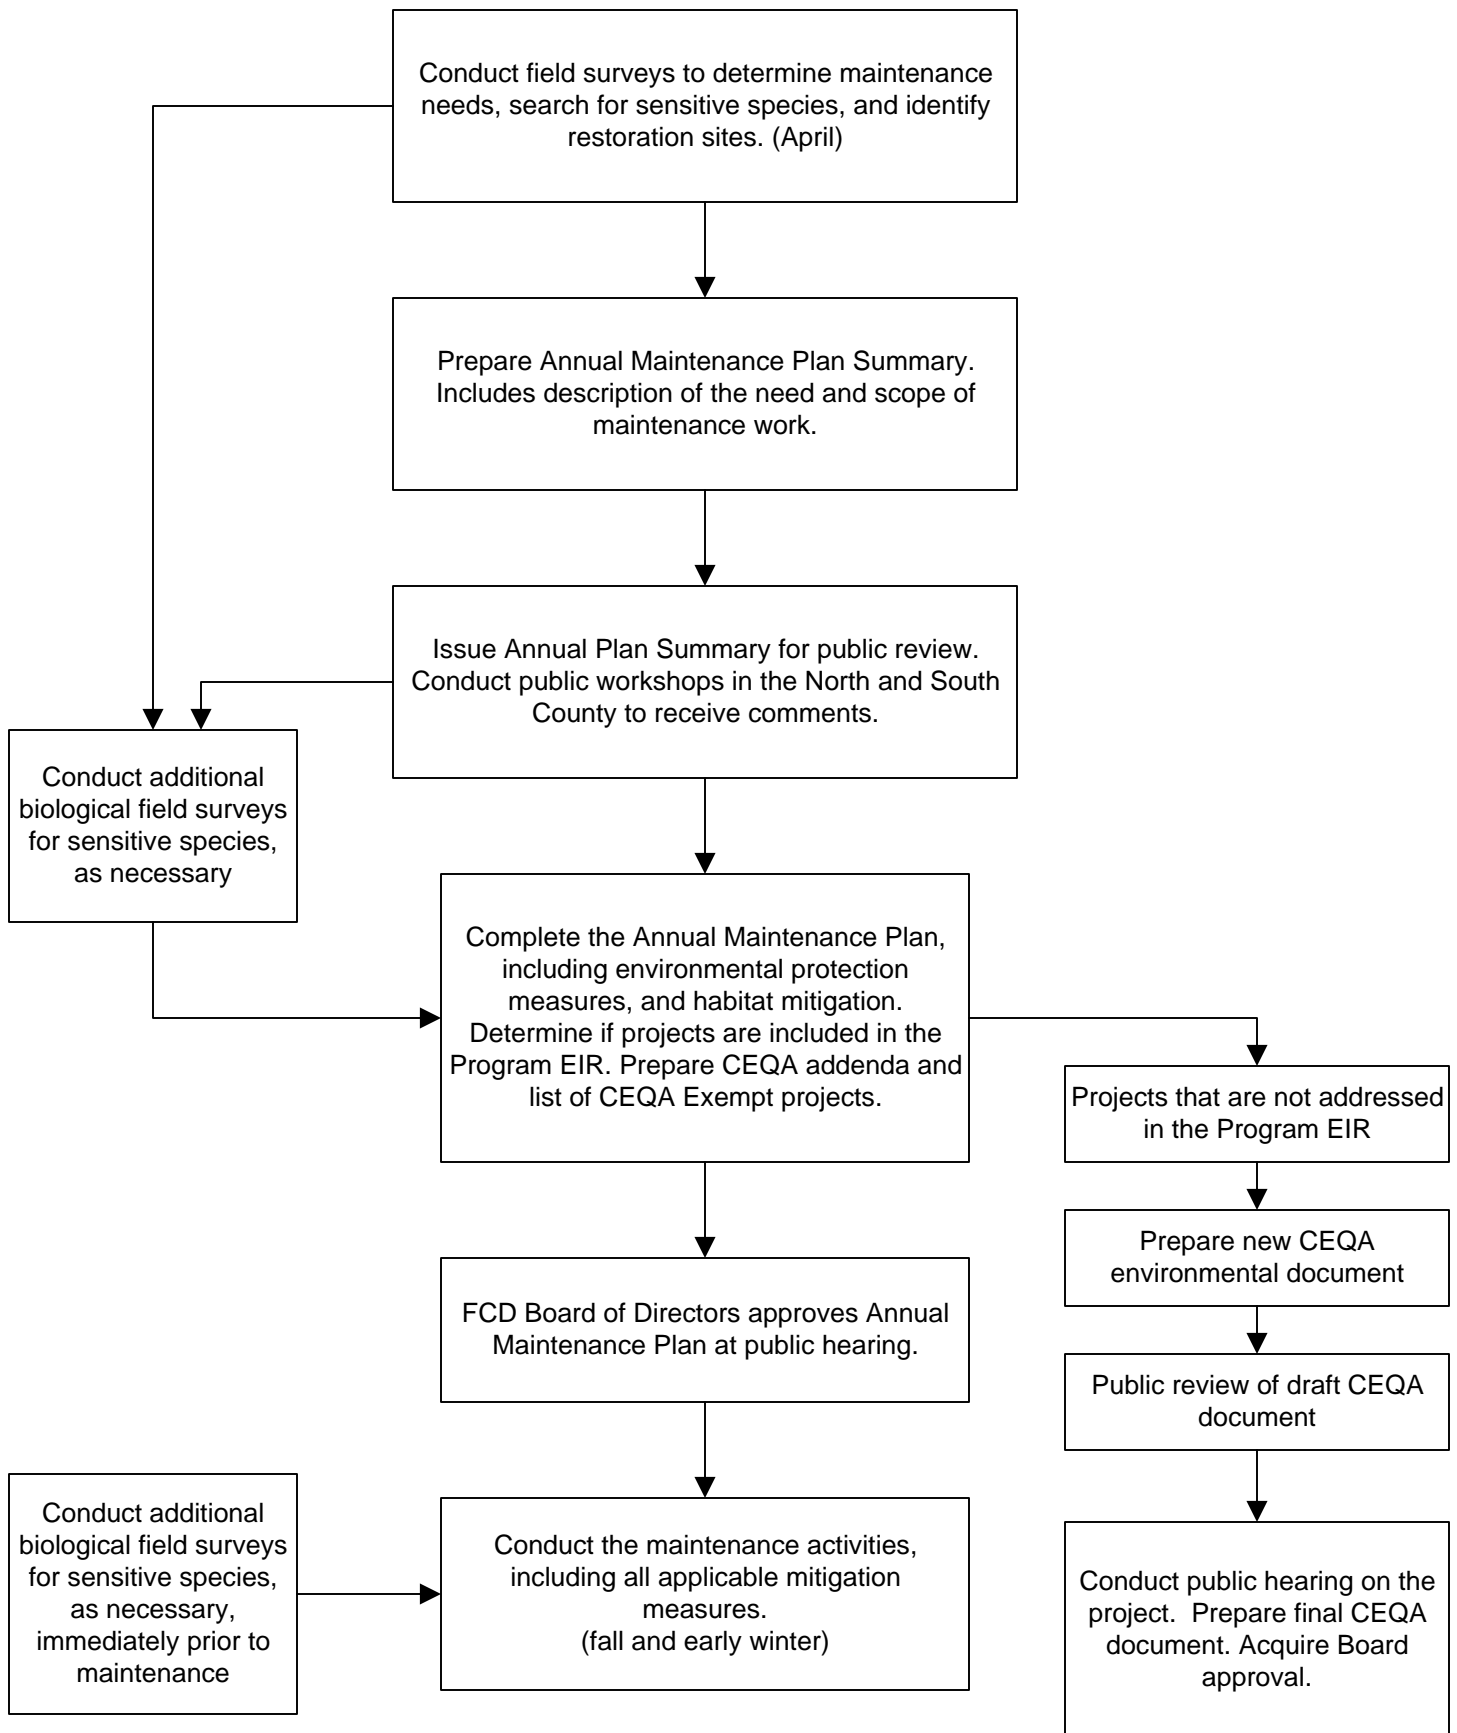 Conduct field surveys to determine maintenance
needs, search for sensitive species, and identify
restoration sites. (April)
Prepare Annual Maintenance Plan Summary.
Includes description of the need and scope of
maintenance work.
Issue Annual Plan Summary for public review.
Conduct public workshops in the North and South
County to receive comments.
Conduct additional
biological field surveys
for sensitive species,
as necessary
Complete the Annual Maintenance Plan,
including environmental protection
measures, and habitat mitigation.
Determine if projects are included in the
Program EIR. Prepare CEQA addenda and
list of CEQA Exempt projects.
Projects that are not addressed
in the Program EIR
Prepare new CEQA
environmental document
FCD Board of Directors approves Annual
Maintenance Plan at public hearing.
Public review of draft CEQA
document
Conduct additional
biological field surveys
for sensitive species,
as necessary,
immediately prior to
maintenance
Conduct the maintenance activities,
including all applicable mitigation
measures.
(fall and early winter)
Conduct public hearing on the
project.  Prepare final CEQA
document. Acquire Board
approval.